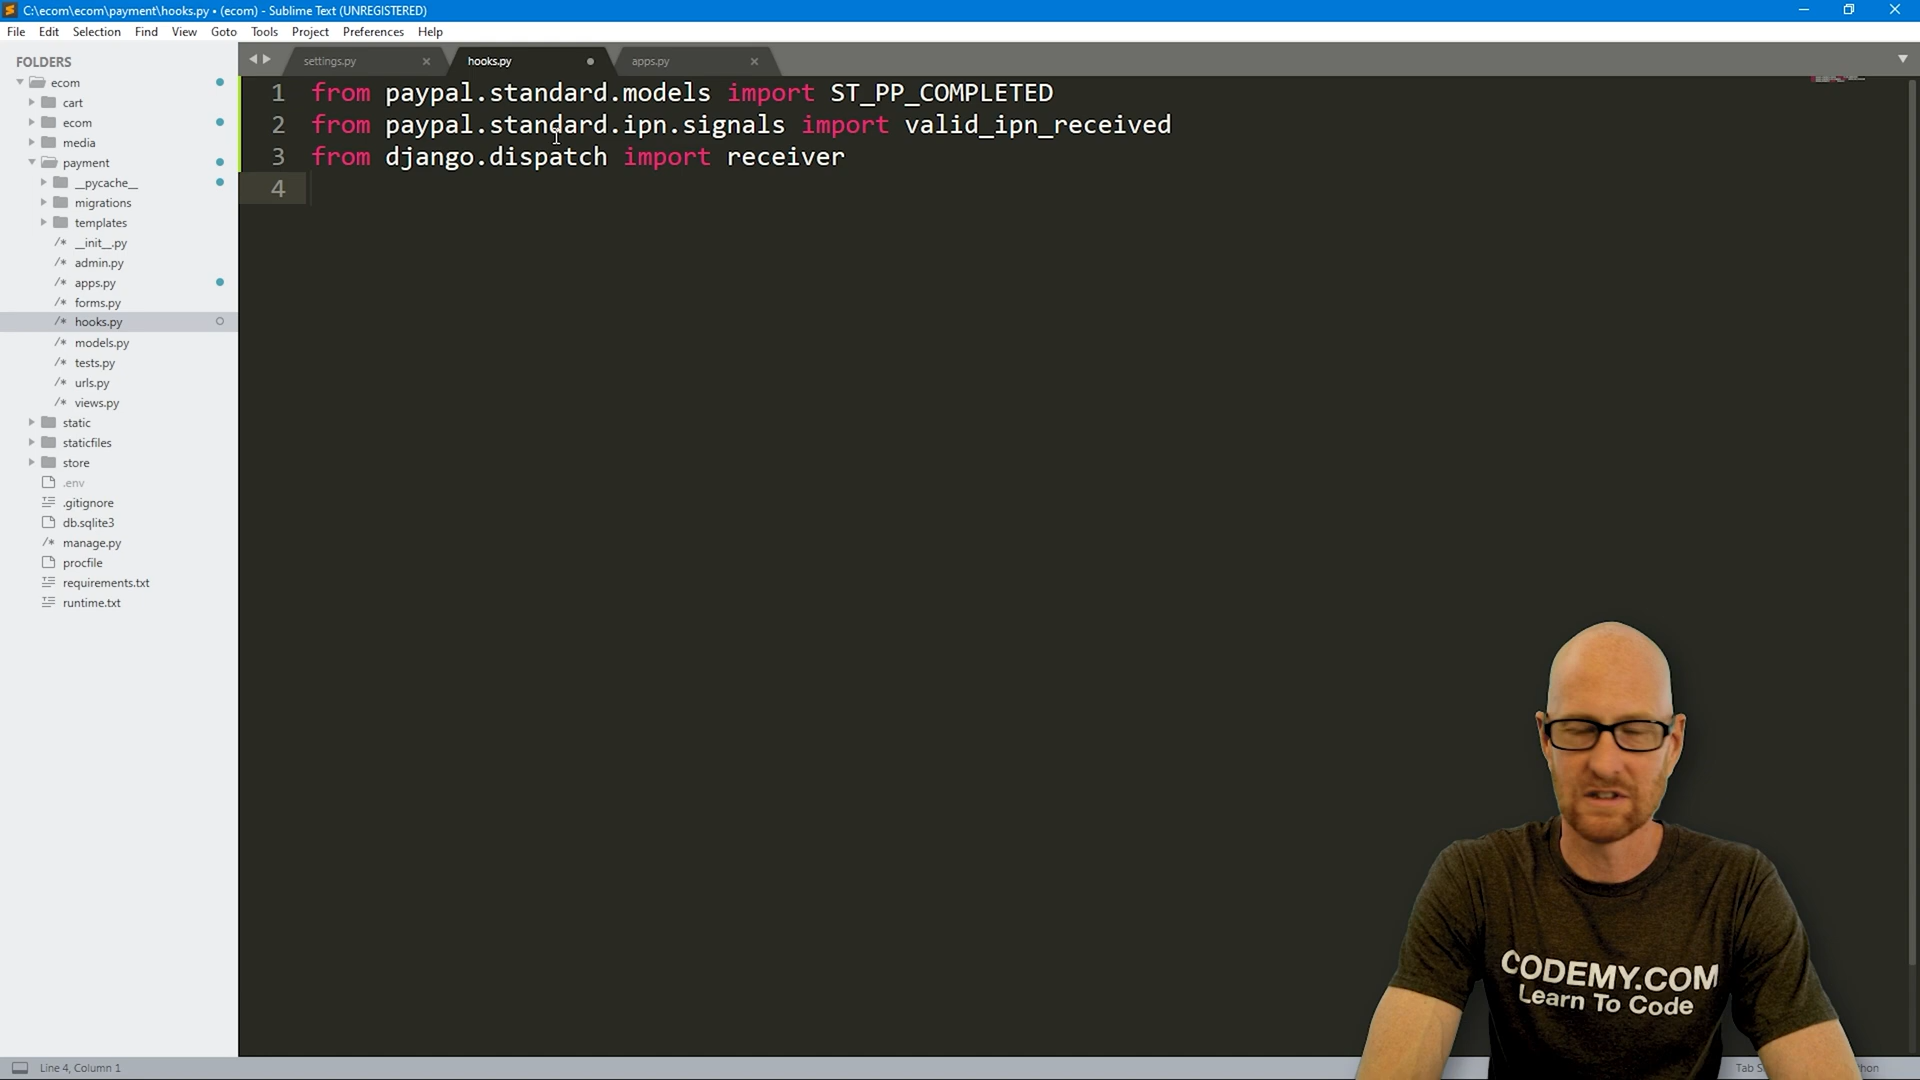 C:\ecom\ecom\payment\hooks.py • (ecom) - Sublime Text (UNREGISTERED)
File Edit Selection Find View Goto Tools Project Preferences Help
FOLDERS
ecom
cart
ecom
media
payment
__pycache__
migrations
templates
__init__.py
admin.py
apps.py
forms.py
hooks.py
models.py
tests.py
urls.py
views.py
static
staticfiles
store
.env
.gitignore
db.sqlite3
manage.py
procfile
requirements.txt
runtime.txt
settings.py hooks.py apps.py
1 from paypal.standard.models import ST_PP_COMPLETED
2 from paypal.standard.ipn.signals import valid_ipn_received
3 from django.dispatch import receiver
4
CODEMY.COM
Learn To Code
Line 4, Column 1
Tab